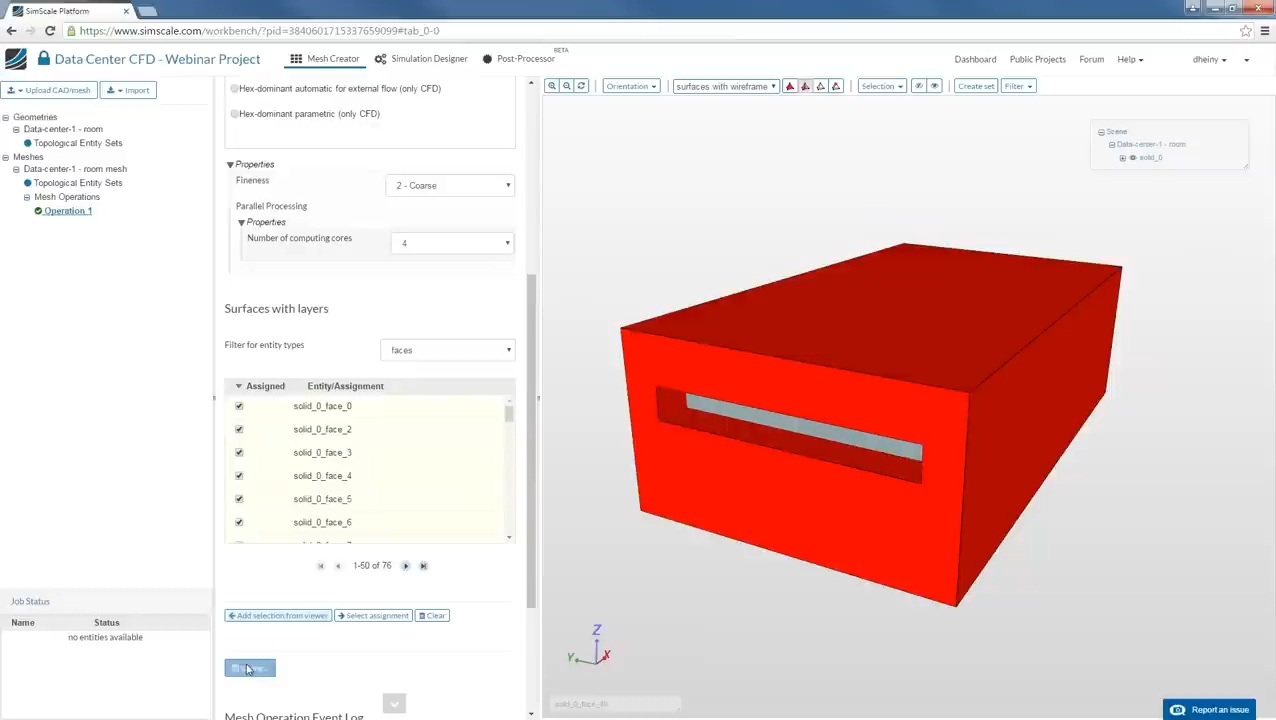 SimScale Platform
https://www.simscale.com/workbench/?pid=3840601715337659099#tab_0-0
Data Center CFD - Webinar Project
Mesh Creator
Simulation Designer
Post-Processor
BETA
Dashboard
Public Projects
Forum
Help
dheiny
Upload CAD/mesh
Import
Geometries
Data-center-1 - room
Topological Entity Sets
Meshes
Data-center-1 - room mesh
Topological Entity Sets
Mesh Operations
Operation 1
Job Status
Name Status
no entities available
Hex-dominant automatic for external flow (only CFD)
Hex-dominant parametric (only CFD)
Properties
Fineness 2 - Coarse
Parallel Processing
Properties
Number of computing cores 4
Surfaces with layers
Filter for entity types faces
Assigned Entity/Assignment
solid_0_face_0
solid_0_face_2
solid_0_face_3
solid_0_face_4
solid_0_face_5
solid_0_face_6
1-50 of 76
Add selection from viewer
Select assignment
Clear
Mesh Operation Event Log
Orientation
surfaces with wireframe
Selection
Create set
Filter
Scene
Data-center-1 - room
solid_0
Z
Y
X
Report an issue